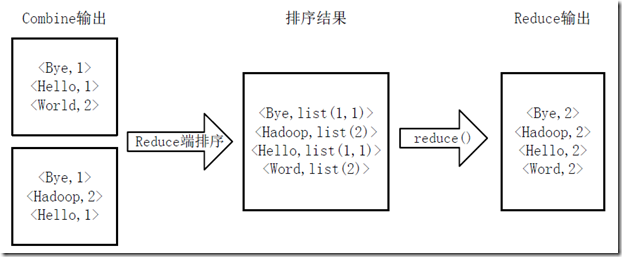 Combine输出
<Bye,1>
<Hello,1>
<World,2>
<Bye,1>
<Hadoop,2>
<Hello,1>
Reduce端排序
排序结果
<Bye,list(1,1)>
<Hadoop,list(2)>
<Hello,list(1,1)>
<Word,list(2)>
reduce()
Reduce输出
<Bye,2>
<Hadoop,2>
<Hello,2>
<Word,2>